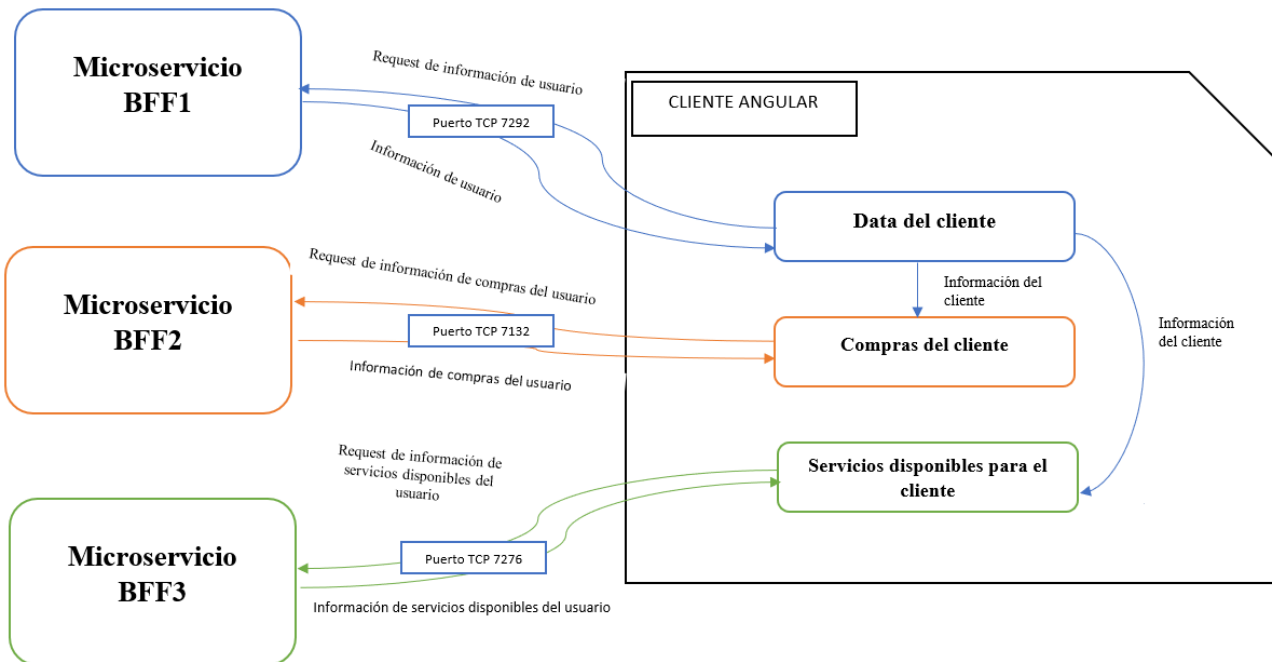 Microservicio
BFF1
Request de información de usuario
Puerto TCP 7292
Información de usuario
CLIENTE ANGULAR
Data del cliente
Información del
cliente
Información
del cliente
Microservicio
BFF2
Request de información de compras del usuario
Puerto TCP 7132
Información de compras del usuario
Compras del cliente
Request de información de
servicios disponibles del
usuario
Servicios disponibles para el
cliente
Microservicio
BFF3
Puerto TCP 7276
Información de servicios disponibles del usuario